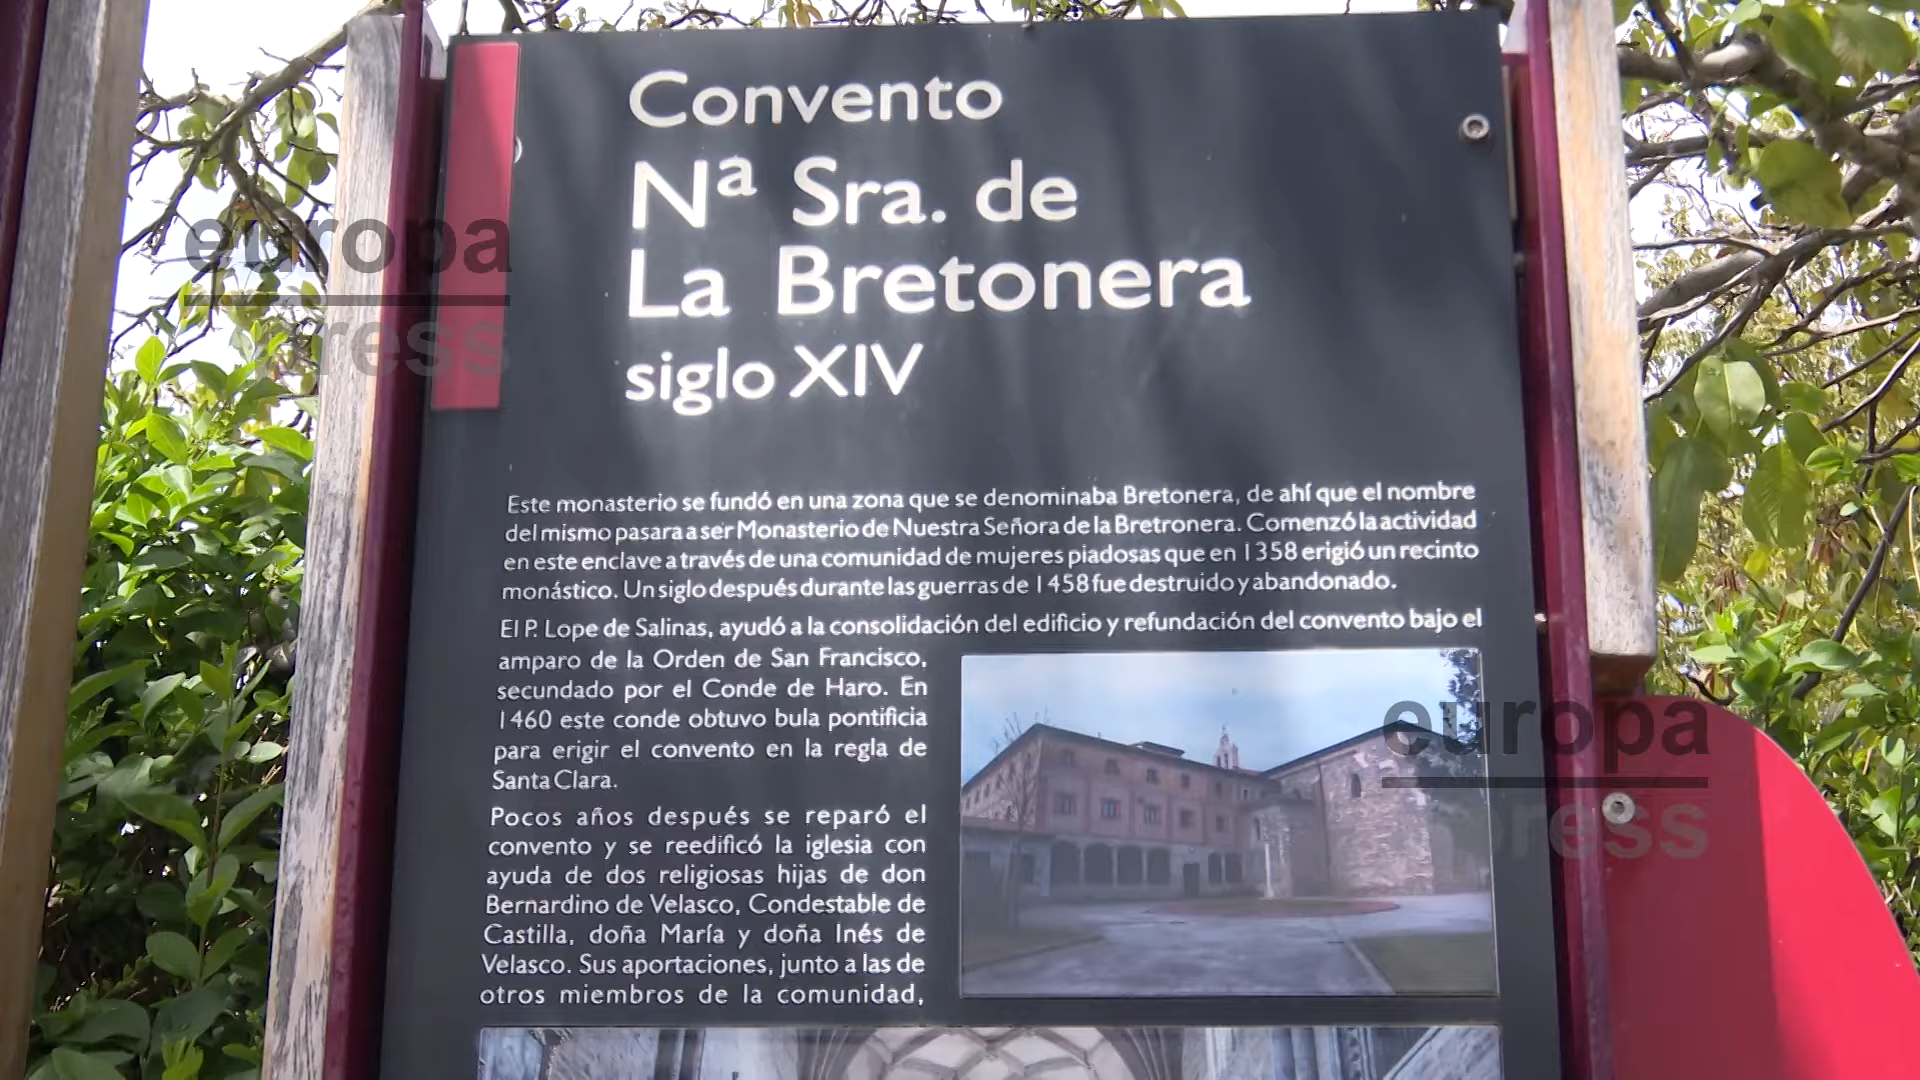 Convento
Nª Sra. de
La Bretonera
siglo XIV
Este monasterio se fundó en una zona que se denominaba Bretonera, de ahí que el nombre
del mismo pasara a ser Monasterio de Nuestra Señora de la Bretronera. Comenzó la actividad
en este enclave a través de una comunidad de mujeres piadosas que en 1358 erigió un recinto
monástico. Un siglo después durante las guerras de 1458 fue destruido y abandonado.
El P. Lope de Salinas, ayudó a la consolidación del edificio y refundación del convento bajo el
amparo de la Orden de San Francisco,
secundado por el Conde de Haro. En
1460 este conde obtuvo bula pontificia
para erigir el convento en la regla de
Santa Clara.
Pocos años después se reparó el
convento y se reedificó la iglesia con
ayuda de dos religiosas hijas de don
Bernardino de Velasco, Condestable de
Castilla, doña María y doña Inés de
Velasco. Sus aportaciones, junto a las de
otros miembros de la comunidad,
europa
press
europa
press